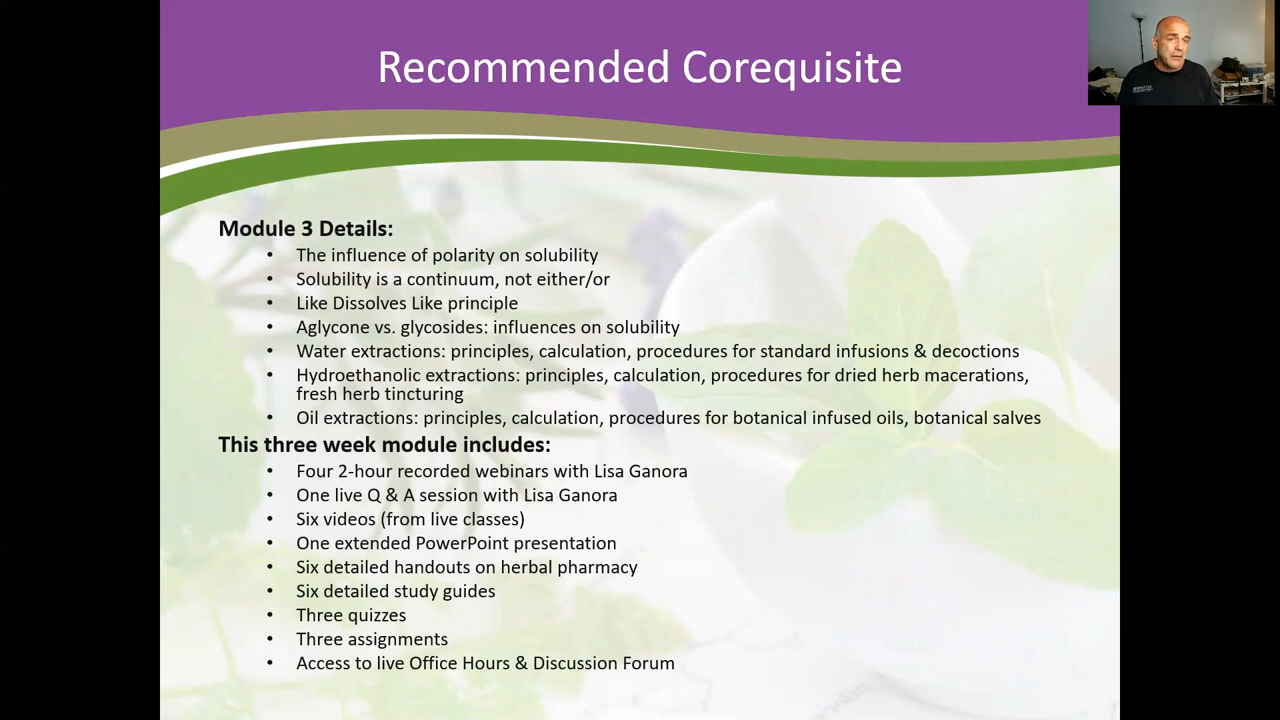 Recommended Corequisite
Module 3 Details:
• The influence of polarity on solubility
• Solubility is a continuum, not either/or
• Like Dissolves Like principle
• Aglycone vs. glycosides: influences on solubility
• Water extractions: principles, calculation, procedures for standard infusions & decoctions
• Hydroethanolic extractions: principles, calculation, procedures for dried herb macerations,
fresh herb tincturing
• Oil extractions: principles, calculation, procedures for botanical infused oils, botanical salves
This three week module includes:
• Four 2-hour recorded webinars with Lisa Ganora
• One live Q & A session with Lisa Ganora
• Six videos (from live classes)
• One extended PowerPoint presentation
• Six detailed handouts on herbal pharmacy
• Six detailed study guides
• Three quizzes
• Three assignments
• Access to live Office Hours & Discussion Forum